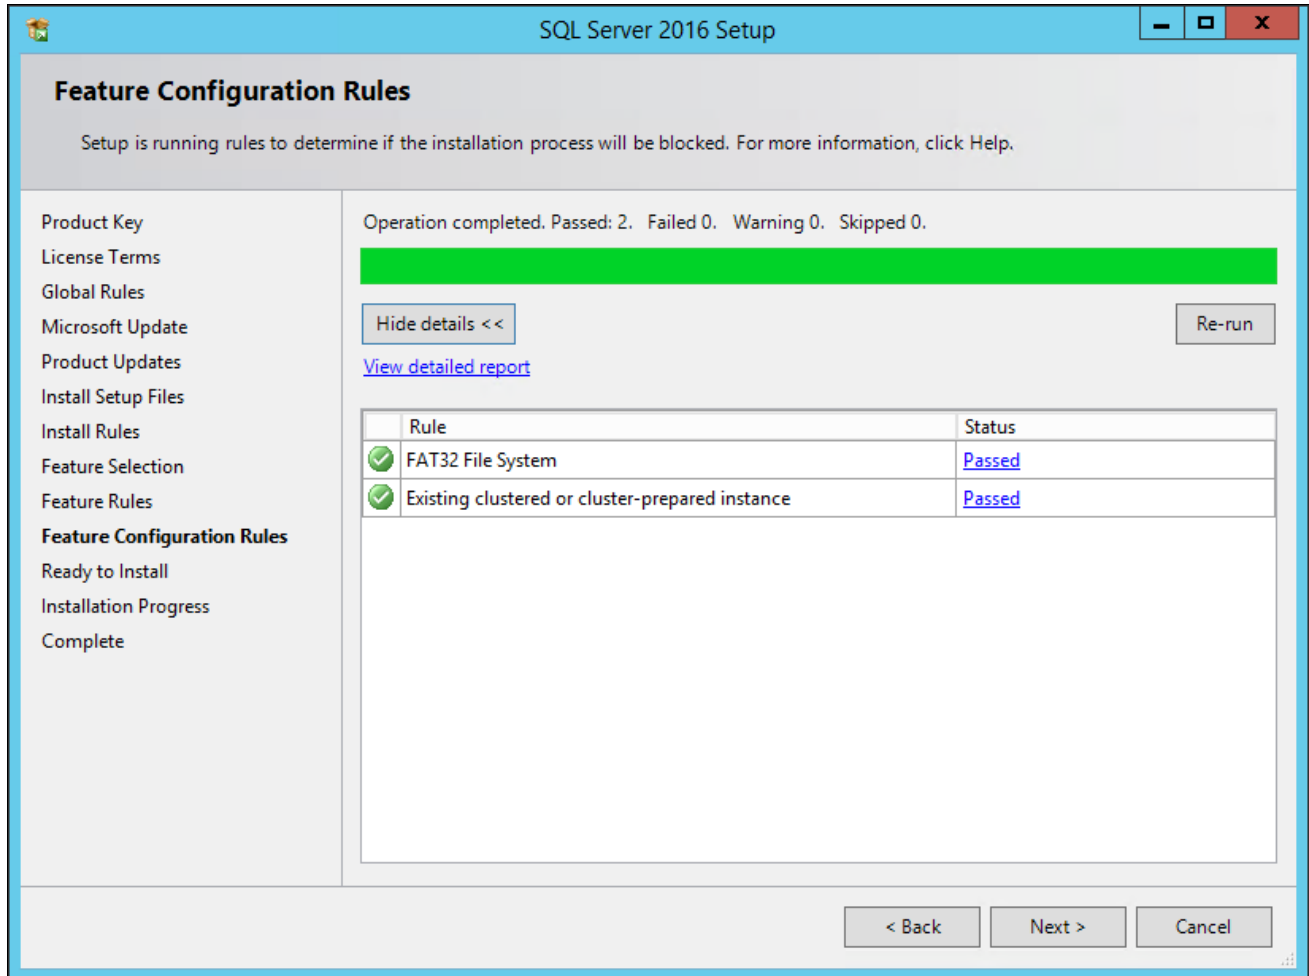 SQL Server 2016 Setup
Feature Configuration Rules
Setup is running rules to determine if the installation process will be blocked. For more information, click Help.
Product Key
License Terms
Global Rules
Microsoft Update
Product Updates
Install Setup Files
Install Rules
Feature Selection
Feature Rules
Feature Configuration Rules
Ready to Install
Installation Progress
Complete
Operation completed. Passed: 2.   Failed 0.   Warning 0.   Skipped 0.
Hide details <<
Re-run
View detailed report
Rule Status
FAT32 File System Passed
Existing clustered or cluster-prepared instance Passed
< Back
Next >
Cancel